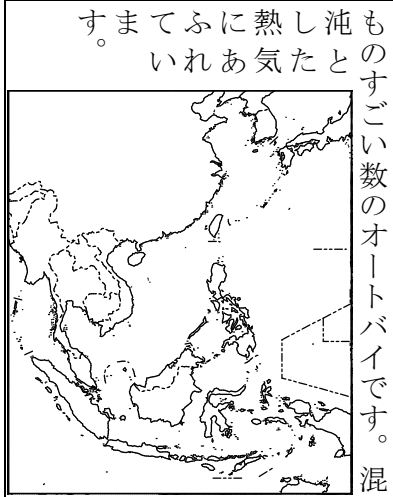 ものすごい数のオートバイです。混
沌と
した
熱気
にあ
ふれ
てい
ま
す。